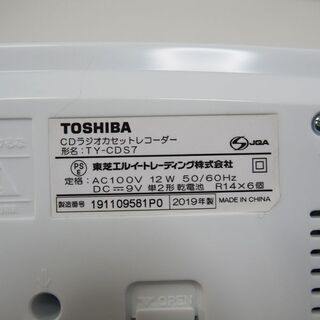 TOSHIBA
CDラジオカセットレコーダー
形名:TY-CDS7
JQA
PS
E
東芝エルイートレーディング株式会社
定格:AC100V 12W 50/60Hz
DC⎓9V 単2形乾電池 R14×6個
製造番号 191109581P0 2019年製 MADE IN CHINA
OPEN